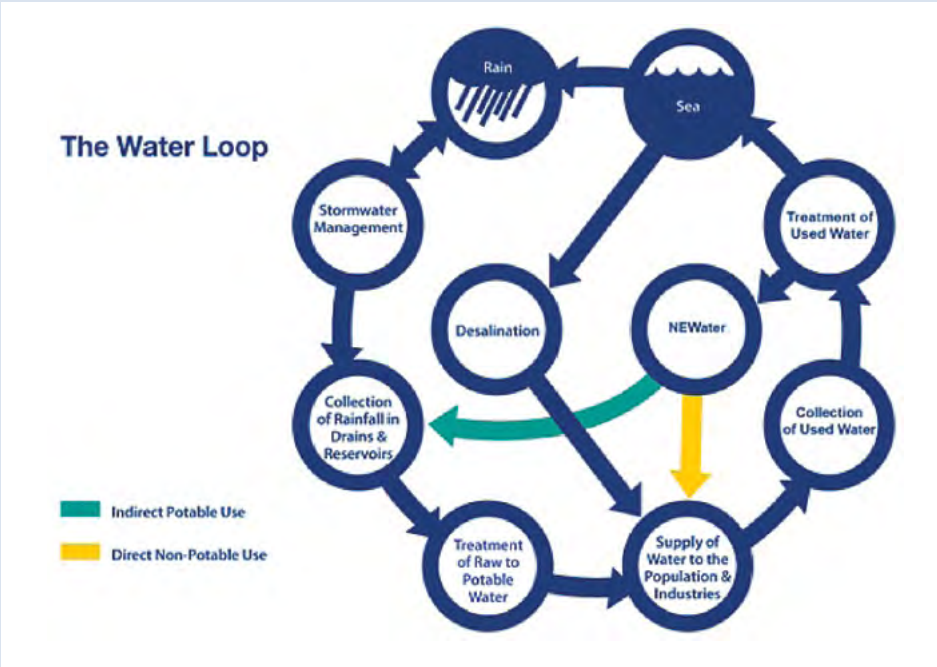 The Water Loop
Rain
Sea
Stormwater
Management
Treatment of
Used Water
Desalination
NEWater
Collection
of Rainfall in
Drains &
Reservoirs
Collection
of Used Water
Treatment
of Raw to
Potable
Water
Supply of
Water to the
Population &
Industries
Indirect Potable Use
Direct Non-Potable Use